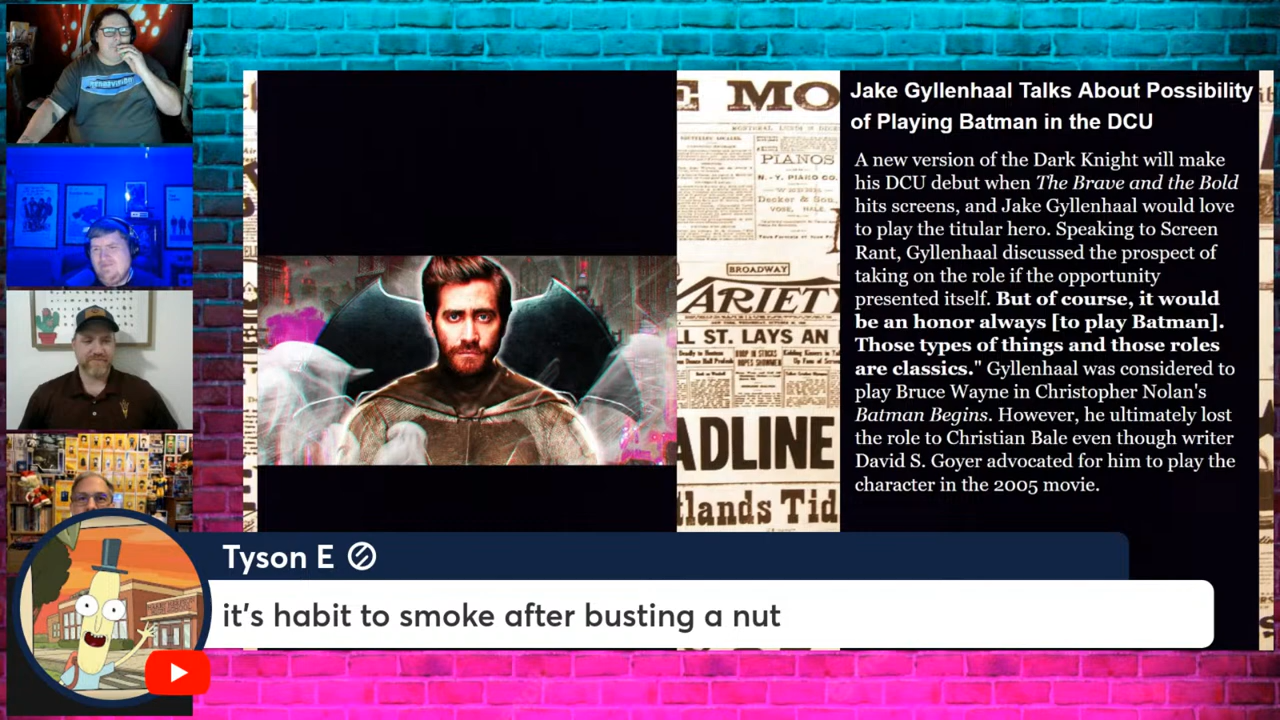 Jake Gyllenhaal Talks About Possibility
of Playing Batman in the DCU
A new version of the Dark Knight will make
his DCU debut when The Brave and the Bold
hits screens, and Jake Gyllenhaal would love
to play the titular hero. Speaking to Screen
Rant, Gyllenhaal discussed the prospect of
taking on the role if the opportunity
presented itself. But of course, it would
be an honor always [to play Batman].
Those types of things and those roles
are classics." Gyllenhaal was considered to
play Bruce Wayne in Christopher Nolan's
Batman Begins. However, he ultimately lost
the role to Christian Bale even though writer
David S. Goyer advocated for him to play the
character in the 2005 movie.
E MO
PIANOS
N.-Y. PIANO CO.
Decker & Son,
BROADWAY
ARIETY
LL ST. LAYS AN
ADLINE
tlands Tid
Tyson E
it's habit to smoke after busting a nut